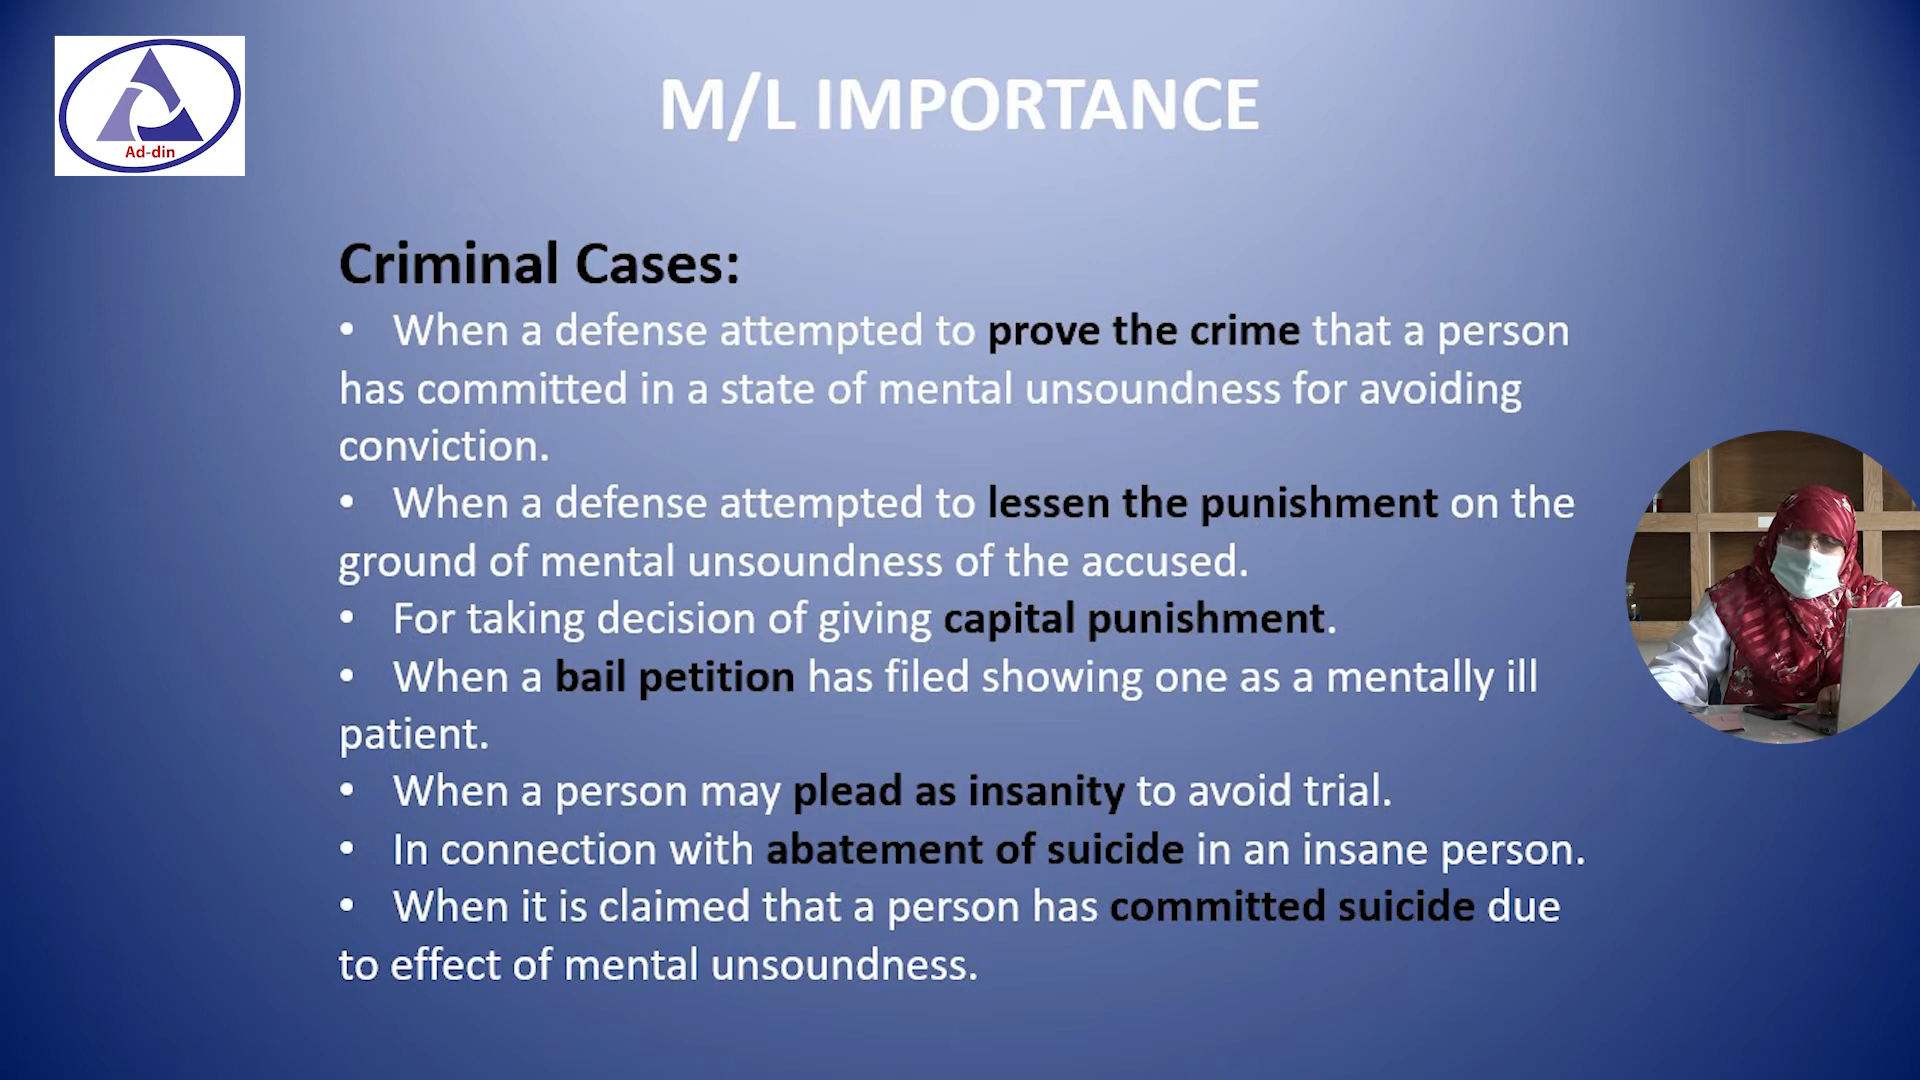 Ad-din
M/L IMPORTANCE
Criminal Cases:
• When a defense attempted to prove the crime that a person
has committed in a state of mental unsoundness for avoiding
conviction.
• When a defense attempted to lessen the punishment on the
ground of mental unsoundness of the accused.
• For taking decision of giving capital punishment.
• When a bail petition has filed showing one as a mentally ill
patient.
• When a person may plead as insanity to avoid trial.
• In connection with abatement of suicide in an insane person.
• When it is claimed that a person has committed suicide due
to effect of mental unsoundness.